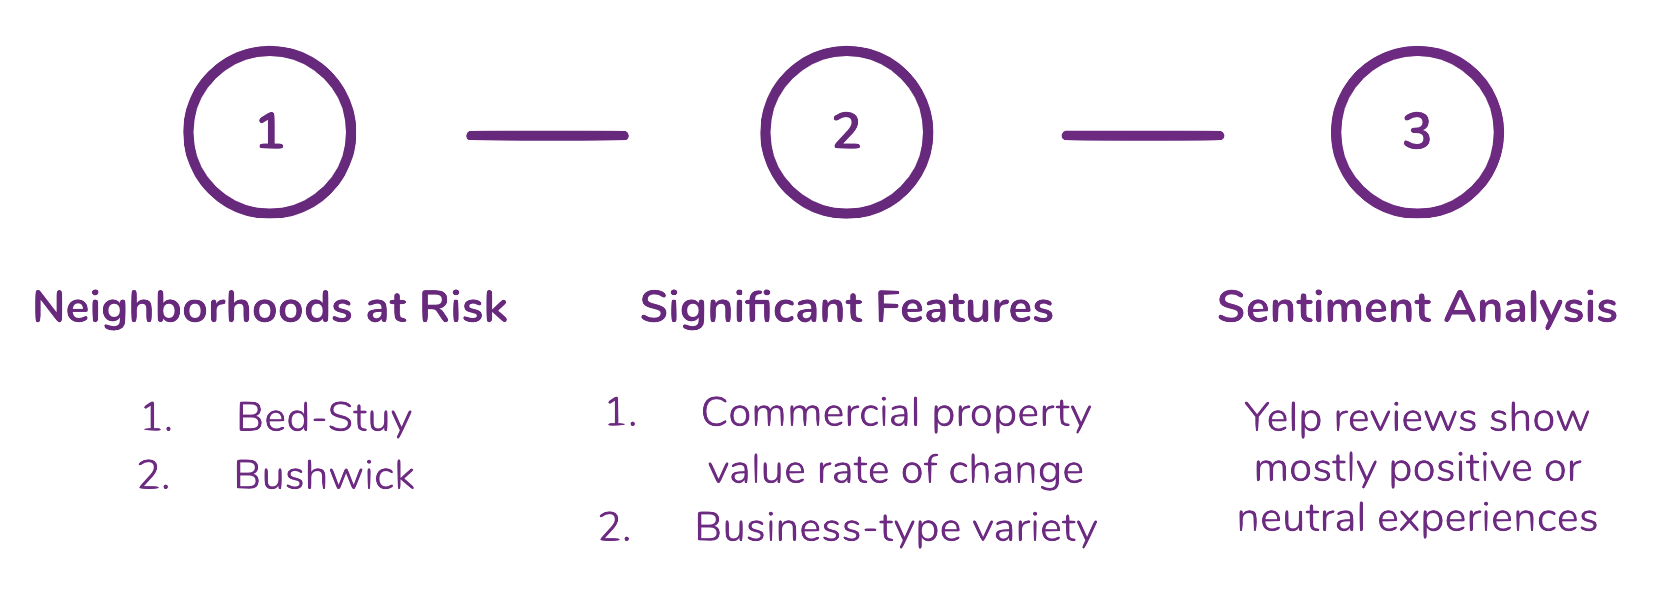 1
2
3
Neighborhoods at Risk
1. Bed-Stuy
2. Bushwick
Significant Features
1. Commercial property
value rate of change
2. Business-type variety
Sentiment Analysis
Yelp reviews show
mostly positive or
neutral experiences